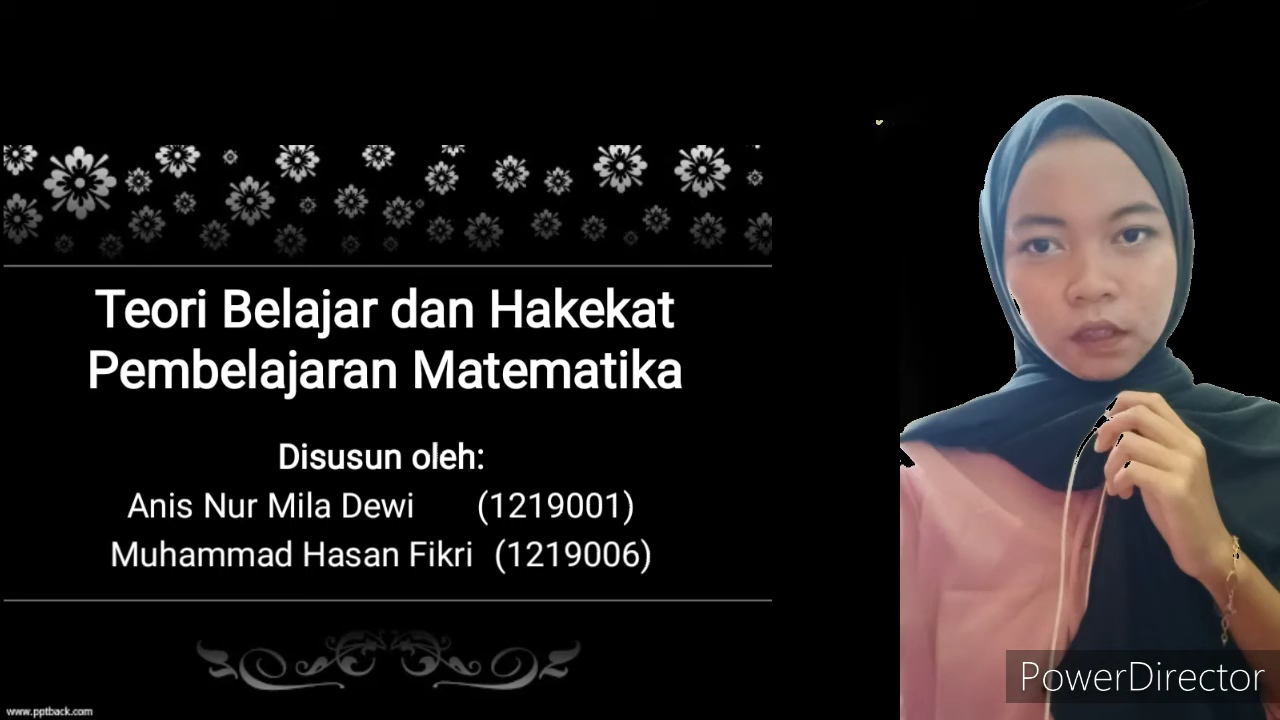 Teori Belajar dan Hakekat
Pembelajaran Matematika
Disusun oleh:
Anis Nur Mila Dewi (1219001)
Muhammad Hasan Fikri (1219006)
www.pptback.com
PowerDirector